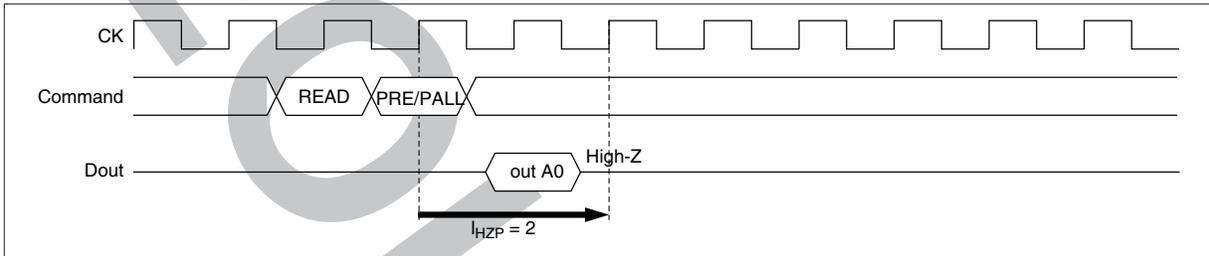 CK
Command READ PRE/PALL
High-Z
Dout out A0
lHZP = 2